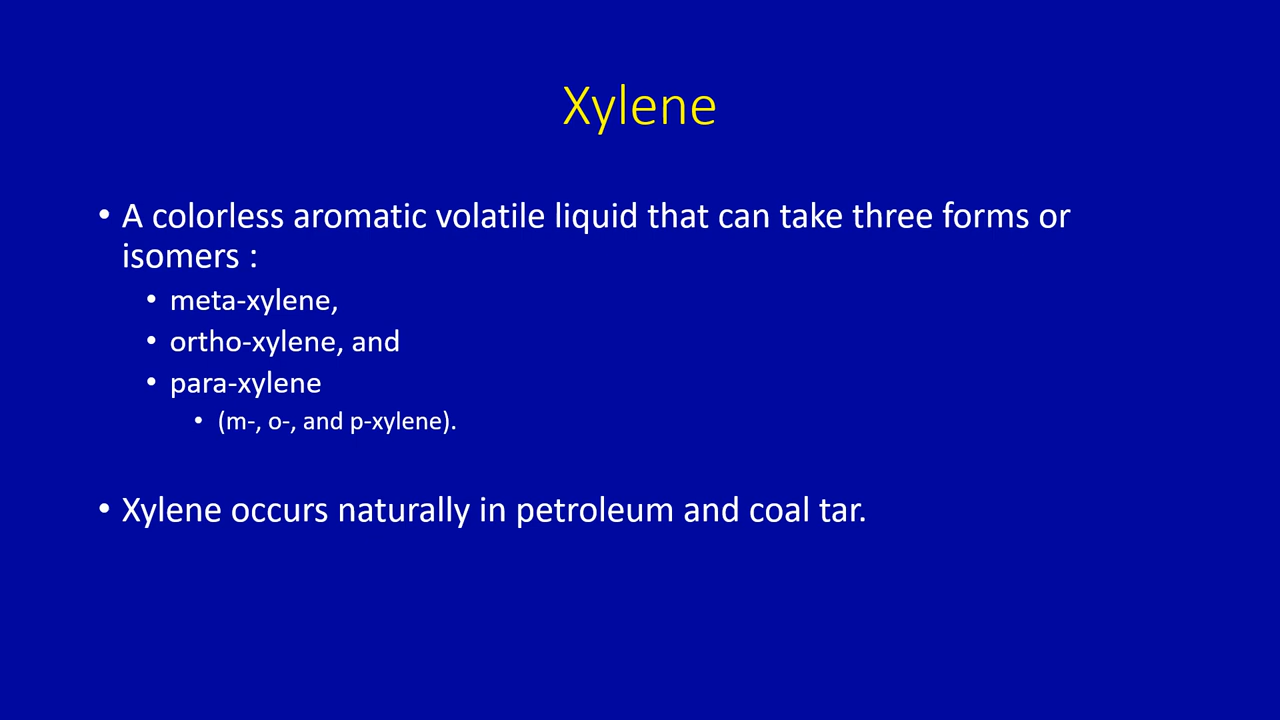 Xylene
• A colorless aromatic volatile liquid that can take three forms or
isomers :
• meta-xylene,
• ortho-xylene, and
• para-xylene
• (m-, o-, and p-xylene).
• Xylene occurs naturally in petroleum and coal tar.